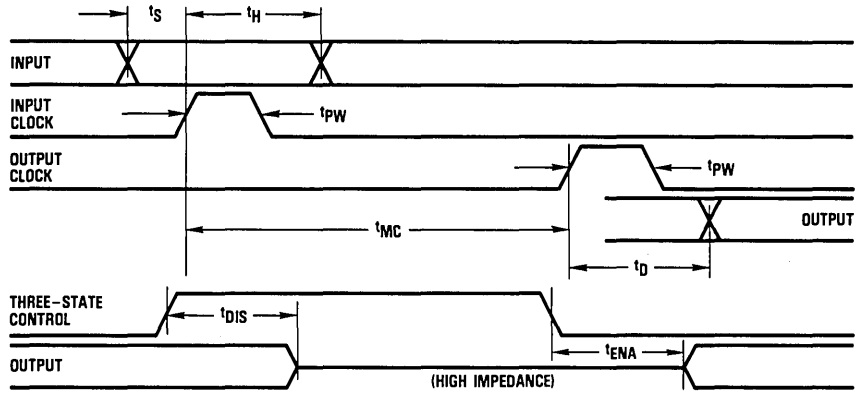 tS
tH
INPUT
INPUT
CLOCK
tPW
OUTPUT
CLOCK
tPW
OUTPUT
tMC
tD
THREE-STATE
CONTROL
tDIS
tENA
OUTPUT
(HIGH IMPEDANCE)